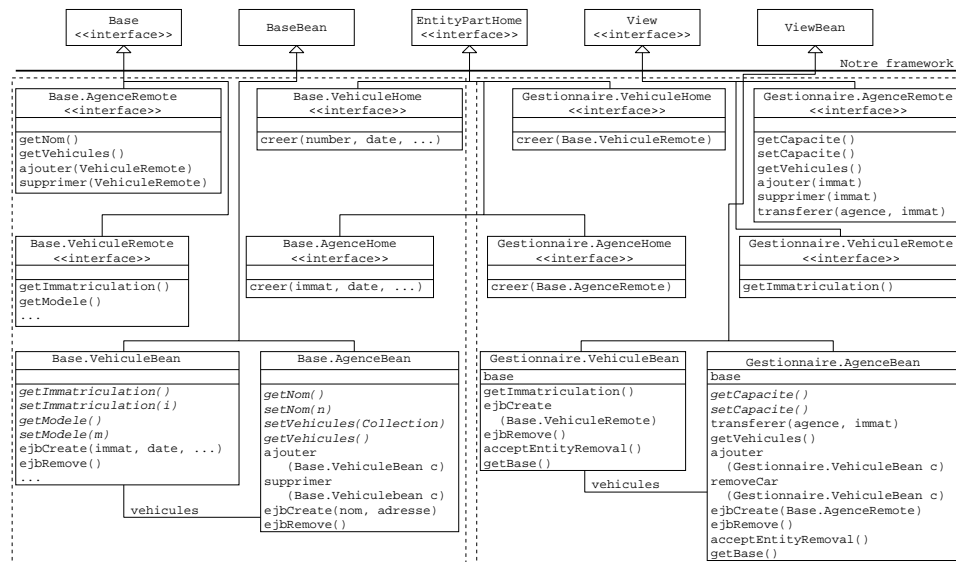 Base
<<interface>>
BaseBean
EntityPartHome
<<interface>>
View
<<interface>>
ViewBean
Notre framework
Base.AgenceRemote
<<interface>>
getNom()
getVehicules()
ajouter(VehiculeRemote)
supprimer(VehiculeRemote)
Base.VehiculeHome
<<interface>>
creer(number, date, ...)
Gestionnaire.VehiculeHome
<<interface>>
creer(Base.VehiculeRemote)
Gestionnaire.AgenceRemote
<<interface>>
getCapacite()
setCapacite()
getVehicules()
ajouter(immat)
supprimer(immat)
transferer(agence, immat)
Base.VehiculeRemote
<<interface>>
getImmatriculation()
getModele()
...
Base.AgenceHome
<<interface>>
creer(immat, date, ...)
Gestionnaire.AgenceHome
<<interface>>
creer(Base.AgenceRemote)
Gestionnaire.VehiculeRemote
<<interface>>
getImmatriculation()
Base.VehiculeBean
getImmatriculation()
setImmatriculation(i)
getModele()
setModele(m)
ejbCreate(immat, date, ...)
ejbRemove()
...
Base.AgenceBean
getNom()
setNom(n)
setVehicules(Collection)
getVehicules()
ajouter
(Base.VehiculeBean c)
supprimer
(Base.Vehiculebean c)
ejbCreate(nom, adresse)
ejbRemove()
vehicules
Gestionnaire.VehiculeBean
base
getImmatriculation()
ejbCreate
(Base.VehiculeRemote)
ejbRemove()
acceptEntityRemoval()
getBase()
vehicules
Gestionnaire.AgenceBean
base
getCapacite()
setCapacite()
transferer(agence, immat)
getVehicules()
ajouter
(Gestionnaire.VehiculeBean c)
removeCar
(Gestionnaire.VehiculeBean c)
ejbCreate(Base.AgenceRemote)
ejbRemove()
acceptEntityRemoval()
getBase()